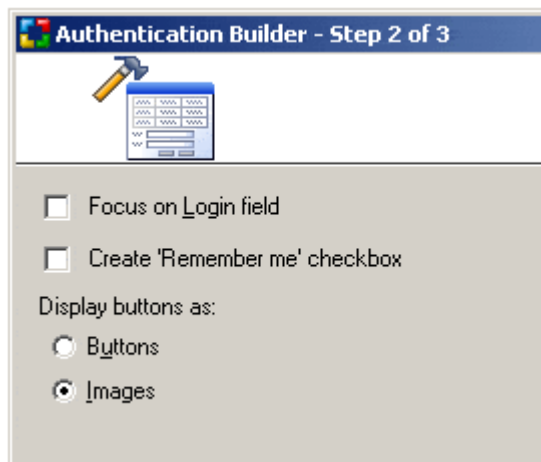 Authentication Builder - Step 2 of 3
Focus on Login field
Create 'Remember me' checkbox
Display buttons as:
Buttons
Images